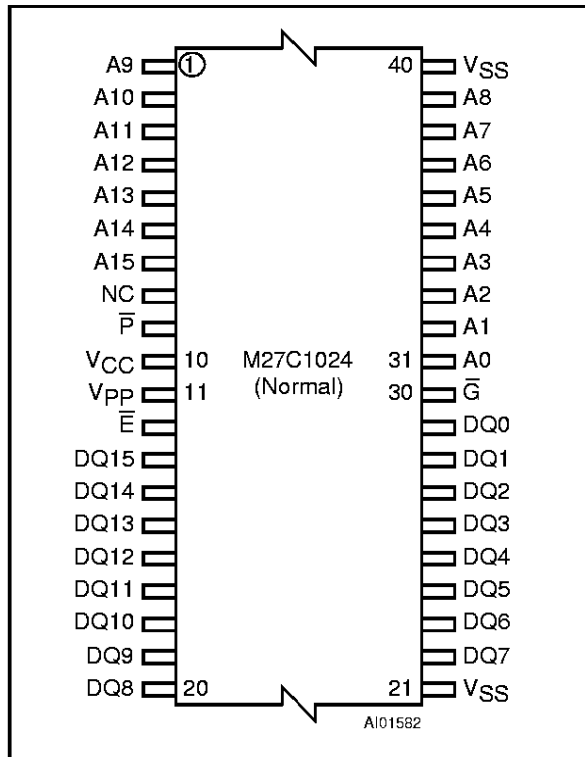 A9 1 40 VSS
A10 A8
A11 A7
A12 A6
A13 A5
A14 A4
A15 A3
NC A2
P̅ A1
VCC 10 M27C1024 31 A0
VPP 11 (Normal) 30 G̅
E̅ DQ0
DQ15 DQ1
DQ14 DQ2
DQ13 DQ3
DQ12 DQ4
DQ11 DQ5
DQ10 DQ6
DQ9 DQ7
DQ8 20 21 VSS
AI01582